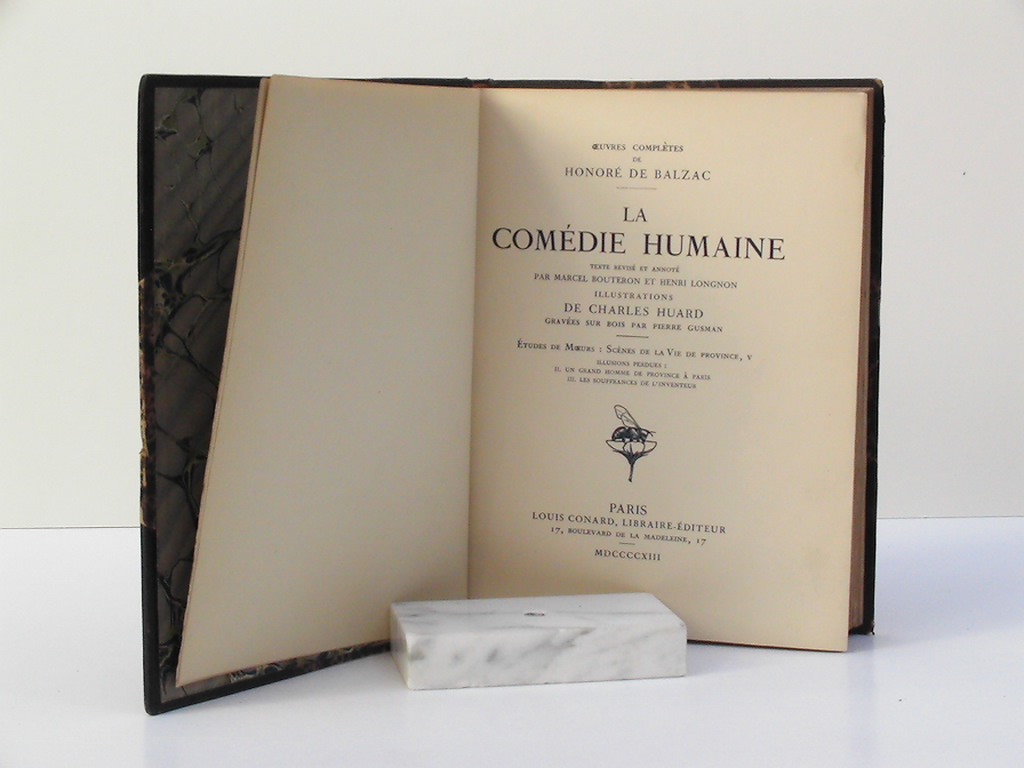 ŒUVRES COMPLÈTES
DE
HONORÉ DE BALZAC
LA
COMÉDIE HUMAINE
TEXTE REVISÉ ET ANNOTÉ
PAR MARCEL BOUTERON ET HENRI LONGNON
ILLUSTRATIONS
DE CHARLES HUARD
GRAVÉES SUR BOIS PAR PIERRE GUSMAN
ÉTUDES DE MŒURS : SCÈNES DE LA VIE DE PROVINCE, V
ILLUSIONS PERDUES :
II. UN GRAND HOMME DE PROVINCE À PARIS
III. LES SOUFFRANCES DE L'INVENTEUR
PARIS
LOUIS CONARD, LIBRAIRE-ÉDITEUR
17, BOULEVARD DE LA MADELEINE, 17
MDCCCCXIII